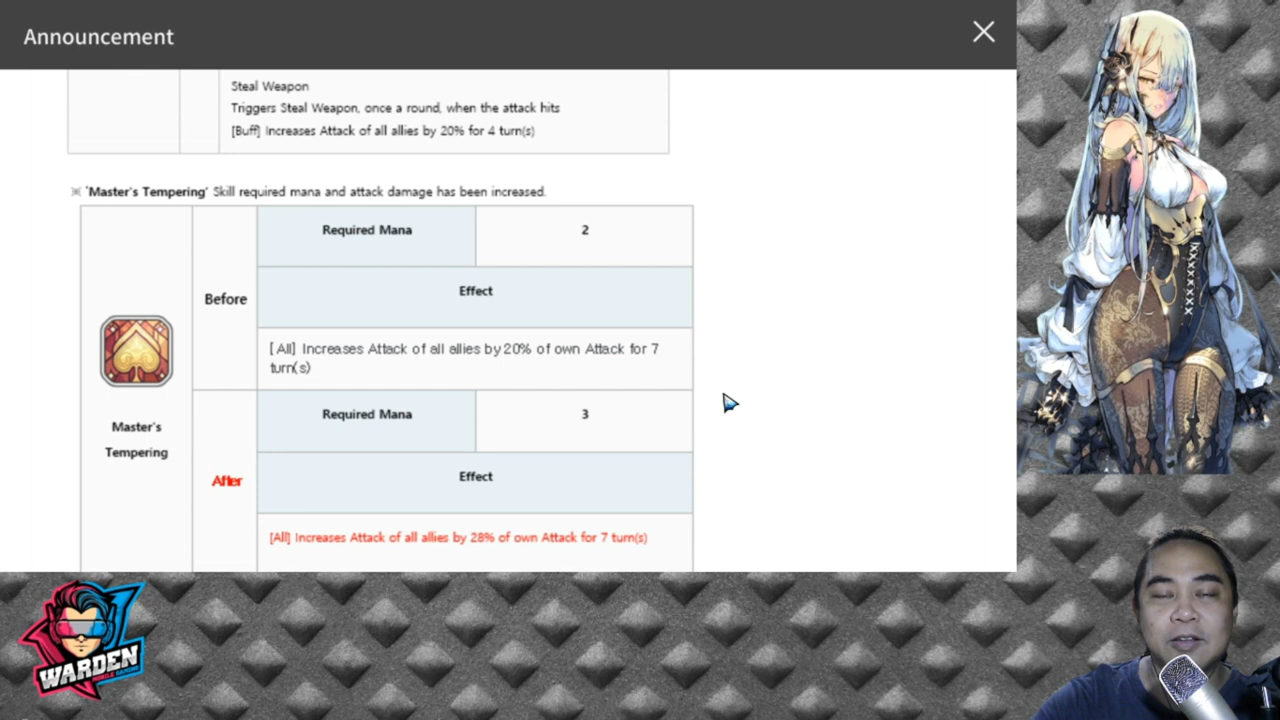 Announcement
Steal Weapon
Triggers Steal Weapon, once a round, when the attack hits
[Buff] Increases Attack of all allies by 20% for 4 turn(s)
※ 'Master's Tempering' Skill required mana and attack damage has been increased.
Required Mana 2
Before
Effect
[All] Increases Attack of all allies by 20% of own Attack for 7
turn(s)
Master's
Tempering
Required Mana 3
After
Effect
[All] Increases Attack of all allies by 28% of own Attack for 7 turn(s)
WARDEN
MOBILE GAMING